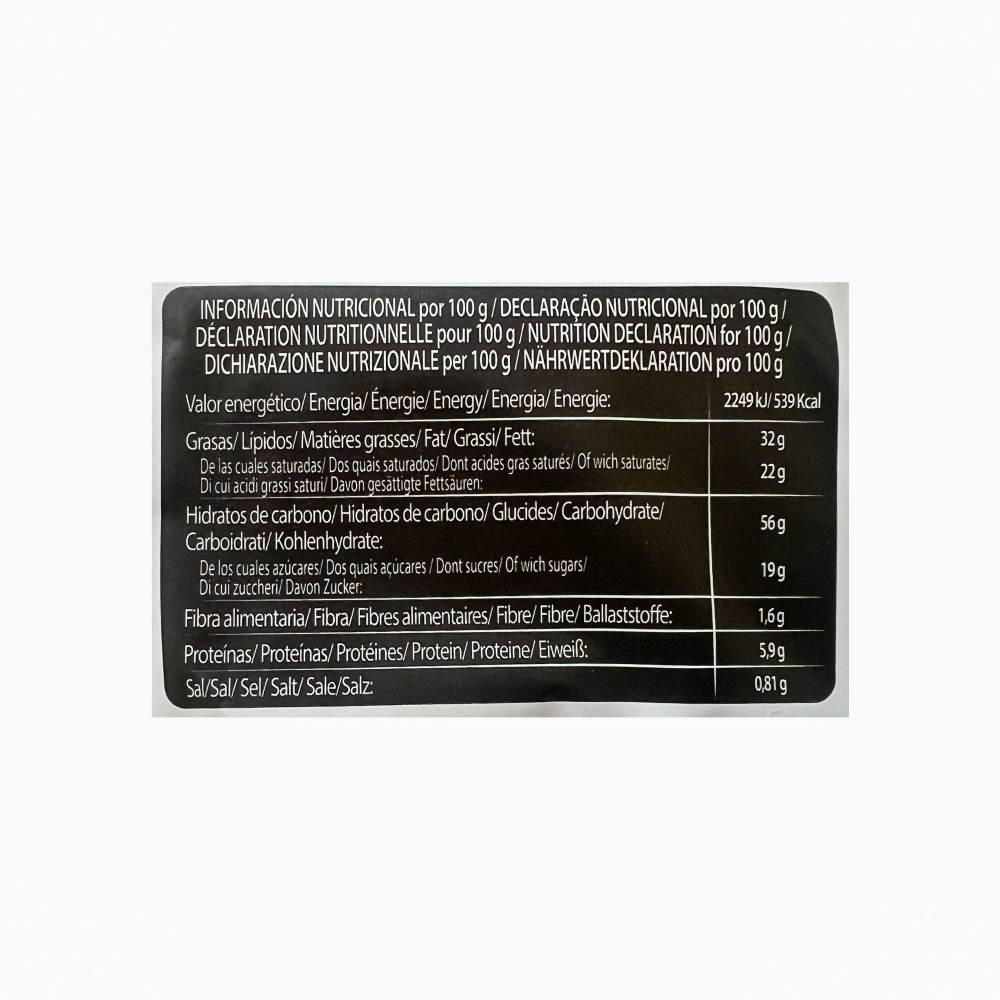 INFORMACIÓN NUTRICIONAL por 100 g / DECLARAÇÃO NUTRICIONAL por 100 g /
DÉCLARATION NUTRITIONNELLE pour 100 g / NUTRITION DECLARATION for 100 g /
DICHIARAZIONE NUTRIZIONALE per 100 g / NÄHRWERTDEKLARATION pro 100 g
Valor energético/ Energia/ Énergie/ Energy/ Energia/ Energie: 2249 kJ/ 539 Kcal
Grasas/ Lípidos/ Matières grasses/ Fat/ Grassi/ Fett: 32 g
De las cuales saturadas/ Dos quais saturados/ Dont acides gras saturés/ Of wich saturates/
Di cui acidi grassi saturi/ Davon gesättigte Fettsäuren: 22 g
Hidratos de carbono/ Hidratos de carbono/ Glucides/ Carbohydrate/
Carboidrati/ Kohlenhydrate: 56 g
De los cuales azúcares/ Dos quais açúcares / Dont sucres/ Of wich sugars/
Di cui zuccheri/ Davon Zucker: 19 g
Fibra alimentaria/ Fibra/ Fibres alimentaires/ Fibre/ Fibre/ Ballaststoffe: 1,6 g
Proteínas/ Proteínas/ Protéines/ Protein/ Proteine/ Eiweiß: 5,9 g
Sal/Sal/ Sel/ Salt/ Sale/Salz: 0,81 g